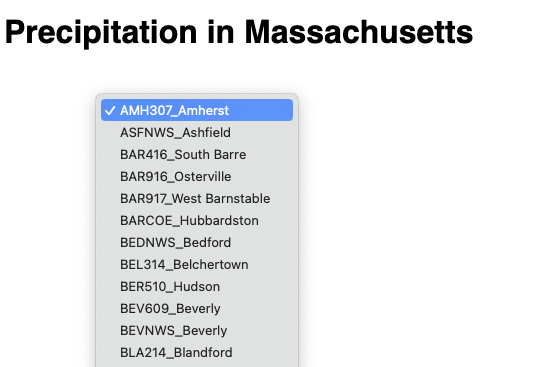 Precipitation in Massachusetts
✓ AMH307_Amherst
ASFNWS_Ashfield
BAR416_South Barre
BAR916_Osterville
BAR917_West Barnstable
BARCOE_Hubbardston
BEDNWS_Bedford
BEL314_Belchertown
BER510_Hudson
BEV609_Beverly
BEVNWS_Beverly
BLA214_Blandford